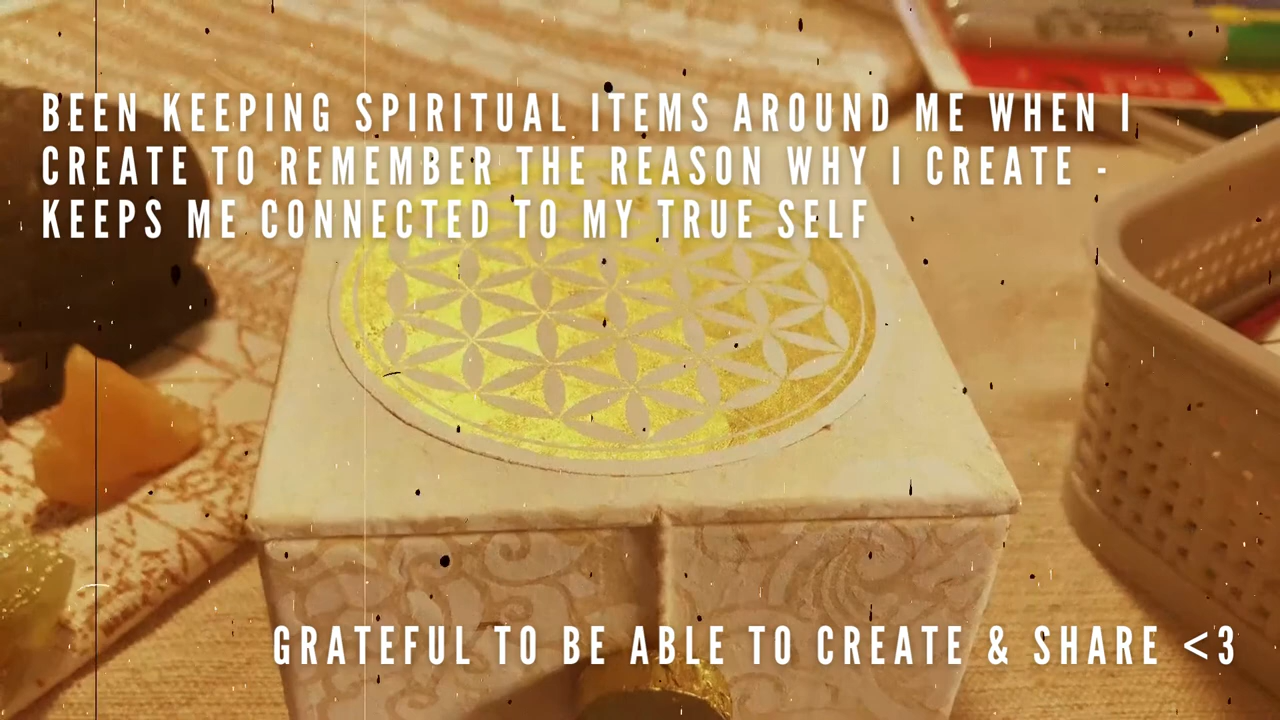 BEEN KEEPING SPIRITUAL ITEMS AROUND ME WHEN I
CREATE TO REMEMBER THE REASON WHY I CREATE -
KEEPS ME CONNECTED TO MY TRUE SELF
GRATEFUL TO BE ABLE TO CREATE & SHARE <3